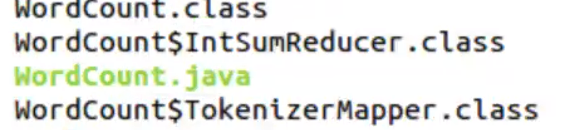 WordCount.class
WordCount$IntSumReducer.class
WordCount.java
WordCount$TokenizerMapper.class